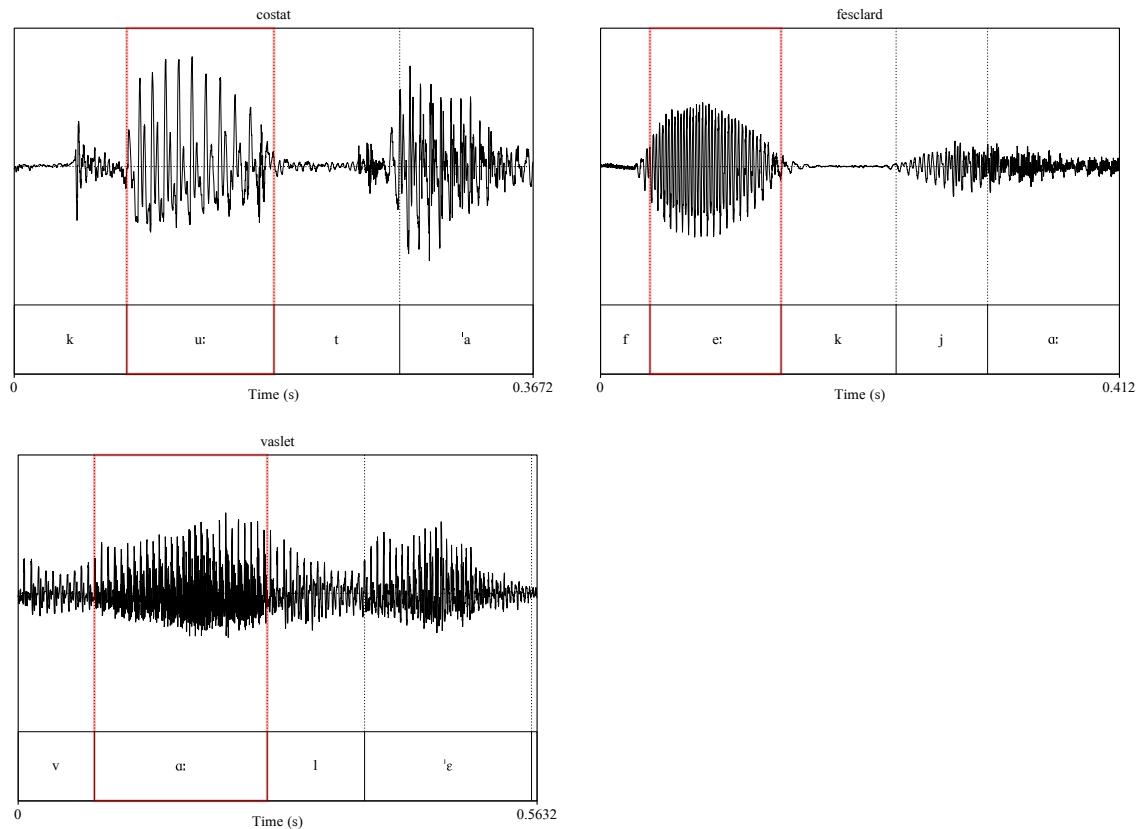 costat
k uː t ˈa
0 0.3672
Time (s)
fesclard
f eː k j ɑː
0 0.412
Time (s)
vaslet
v ɑː l ˈɛ
0 0.5632
Time (s)